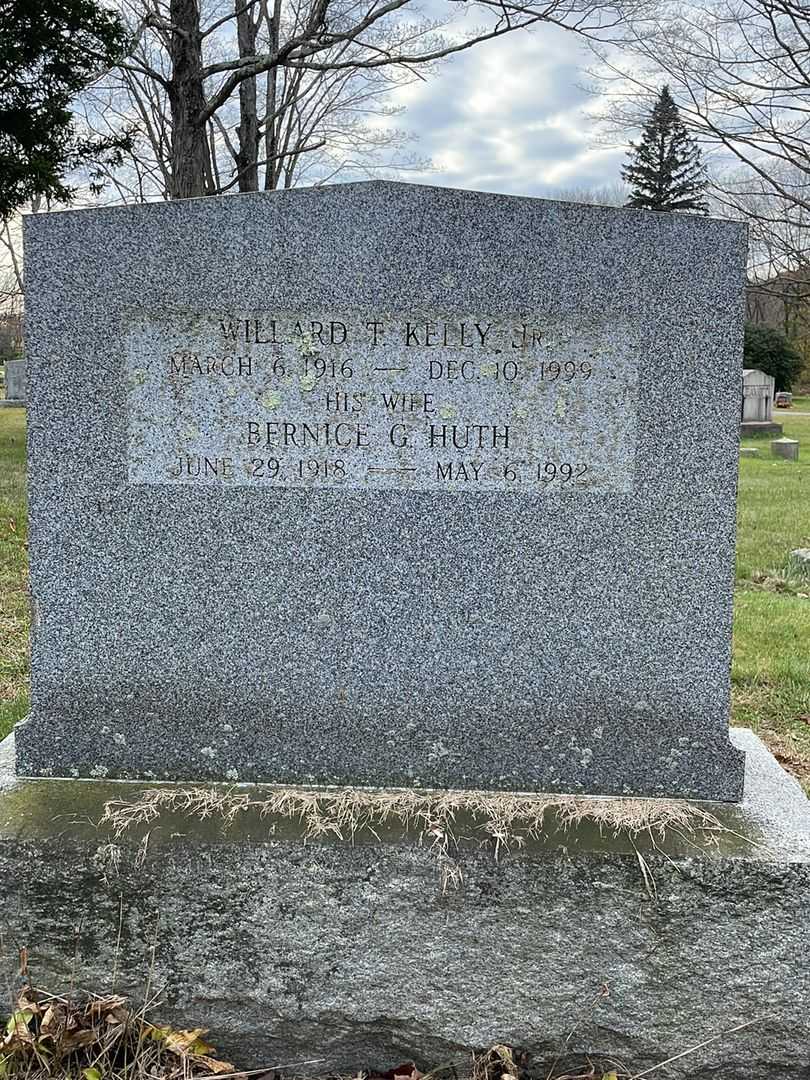 WILLARD T. KELLY, JR.
MARCH 6, 1916 — DEC. 10, 1999
HIS WIFE
BERNICE G. HUTH
JUNE 29, 1918 — MAY 6, 1992